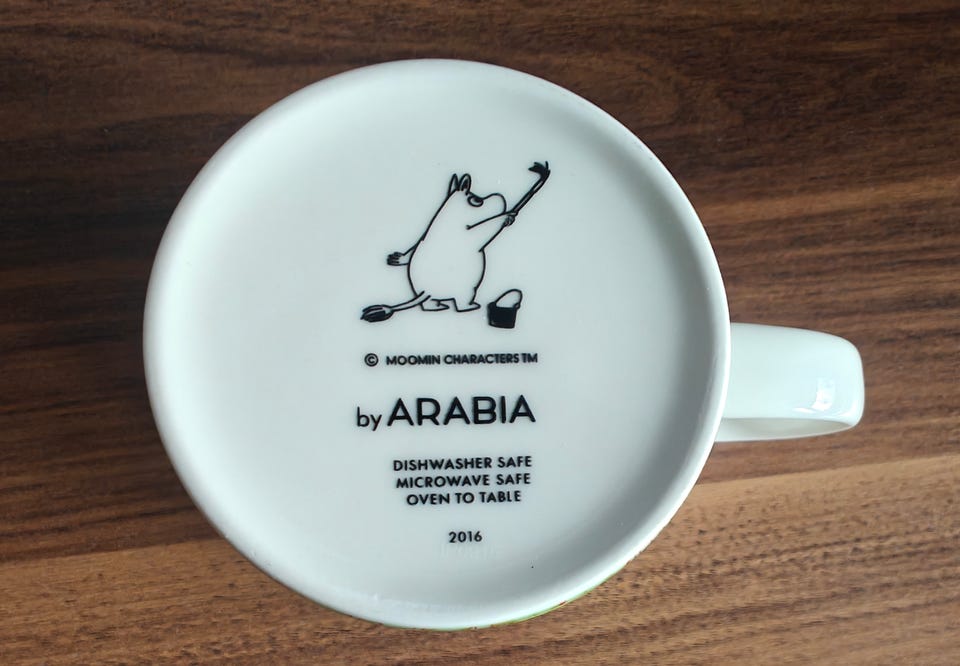 © MOOMIN CHARACTERS TM
by ARABIA
DISHWASHER SAFE
MICROWAVE SAFE
OVEN TO TABLE
2016